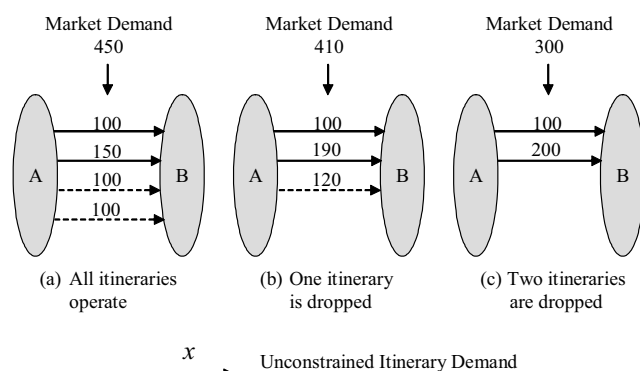 Market Demand
450
100
150
100
100
A
B
(a) All itineraries
operate
Market Demand
410
100
190
120
A
B
(b) One itinerary
is dropped
Market Demand
300
100
200
A
B
(c) Two itineraries
are dropped
x
Unconstrained Itinerary Demand